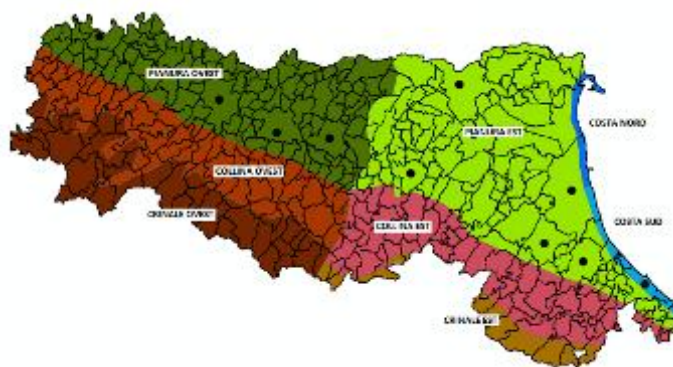 PIANURA OVEST
PIANURA EST
COSTA NORD
COLLINA OVEST
CRINALE OVEST
COLLINA EST
COSTA SUD
CRINALE EST